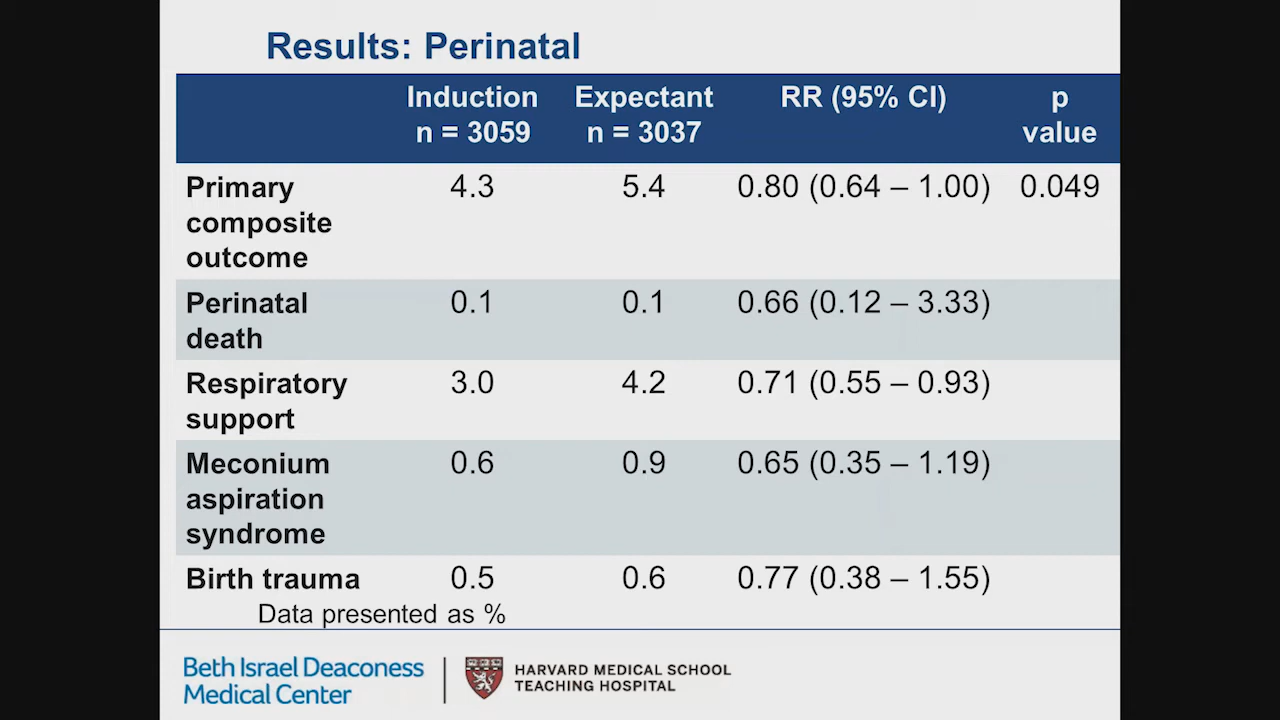 Results: Perinatal
Induction n = 3059 Expectant n = 3037 RR (95% CI) p value
Primary composite outcome 4.3 5.4 0.80 (0.64 – 1.00) 0.049
Perinatal death 0.1 0.1 0.66 (0.12 – 3.33)
Respiratory support 3.0 4.2 0.71 (0.55 – 0.93)
Meconium aspiration syndrome 0.6 0.9 0.65 (0.35 – 1.19)
Birth trauma 0.5 0.6 0.77 (0.38 – 1.55)
Data presented as %
Beth Israel Deaconess
Medical Center
HARVARD MEDICAL SCHOOL
TEACHING HOSPITAL